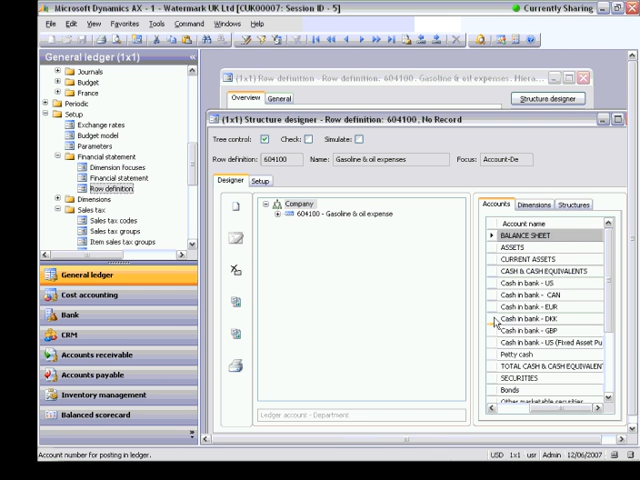 Microsoft Dynamics AX - 1 - Watermark UK Ltd [CUK00007: Session ID - 5]
Currently Sharing
File Edit View Favorites Tools Command Windows Help
General ledger (1x1)
Journals
Budget
France
Periodic
Setup
Exchange rates
Budget model
Parameters
Financial statement
Dimension focuses
Financial statement
Row definition
Dimensions
Sales tax
Sales tax codes
Sales tax groups
Item sales tax groups
General ledger
Cost accounting
Bank
CRM
Accounts receivable
Accounts payable
Inventory management
Balanced scorecard
(1x1) Row definition - Row definition: 604100, Gasoline & oil expenses. Hiera...
Overview General
Structure designer
(1x1) Structure designer - Row definition: 604100, No Record
Tree control: Check: Simulate:
Row definition: 604100 Name: Gasoline & oil expenses Focus: Account-De
Designer Setup
Company
604100 - Gasoline & oil expense
Ledger account - Department
Accounts Dimensions Structures
Account name
BALANCE SHEET
ASSETS
CURRENT ASSETS
CASH & CASH EQUIVALENTS
Cash in bank - US
Cash in bank - CAN
Cash in bank - EUR
Cash in bank - DKK
Cash in bank - GBP
Cash in bank - US (Fixed Asset Pu
Petty cash
TOTAL CASH & CASH EQUIVALEN
SECURITIES
Bonds
Other marketable securities
Account number for posting in ledger.
USD 1x1 usr Admin 12/06/2007